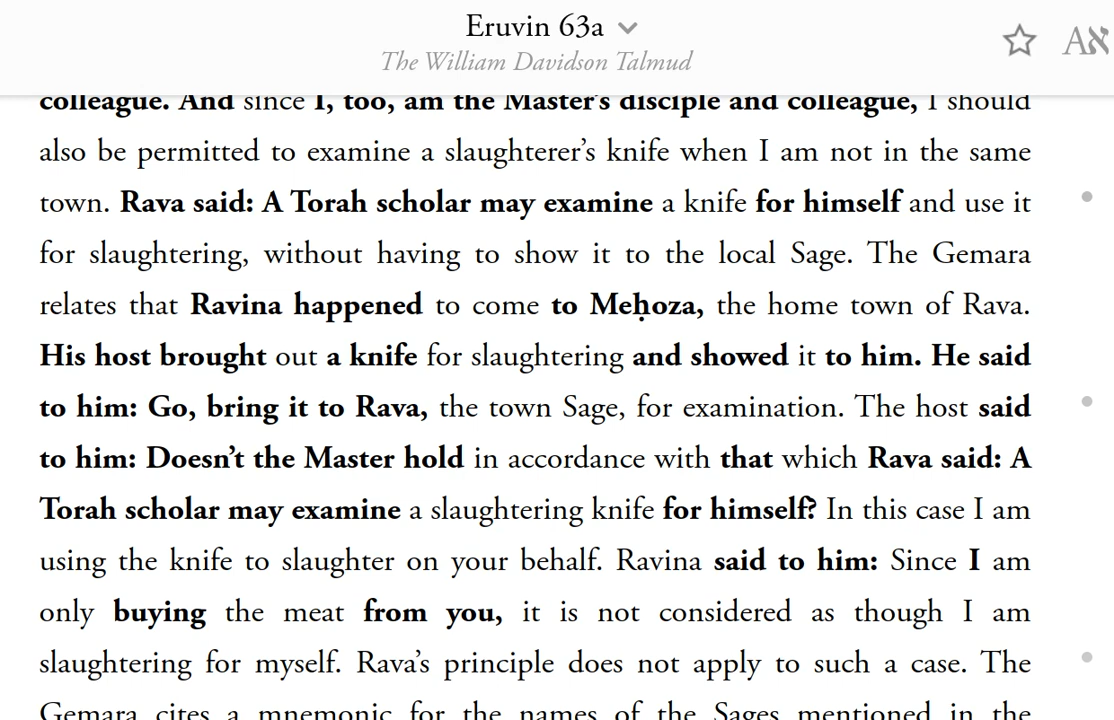 Eruvin 63a
The William Davidson Talmud
Aא
colleague. And since I, too, am the Master's disciple and colleague, I should
also be permitted to examine a slaughterer’s knife when I am not in the same
town. Rava said: A Torah scholar may examine a knife for himself and use it
for slaughtering, without having to show it to the local Sage. The Gemara
relates that Ravina happened to come to Meḥoza, the home town of Rava.
His host brought out a knife for slaughtering and showed it to him. He said
to him: Go, bring it to Rava, the town Sage, for examination. The host said
to him: Doesn’t the Master hold in accordance with that which Rava said: A
Torah scholar may examine a slaughtering knife for himself? In this case I am
using the knife to slaughter on your behalf. Ravina said to him: Since I am
only buying the meat from you, it is not considered as though I am
slaughtering for myself. Rava’s principle does not apply to such a case. The
Gemara cites a mnemonic for the names of the Sages mentioned in the